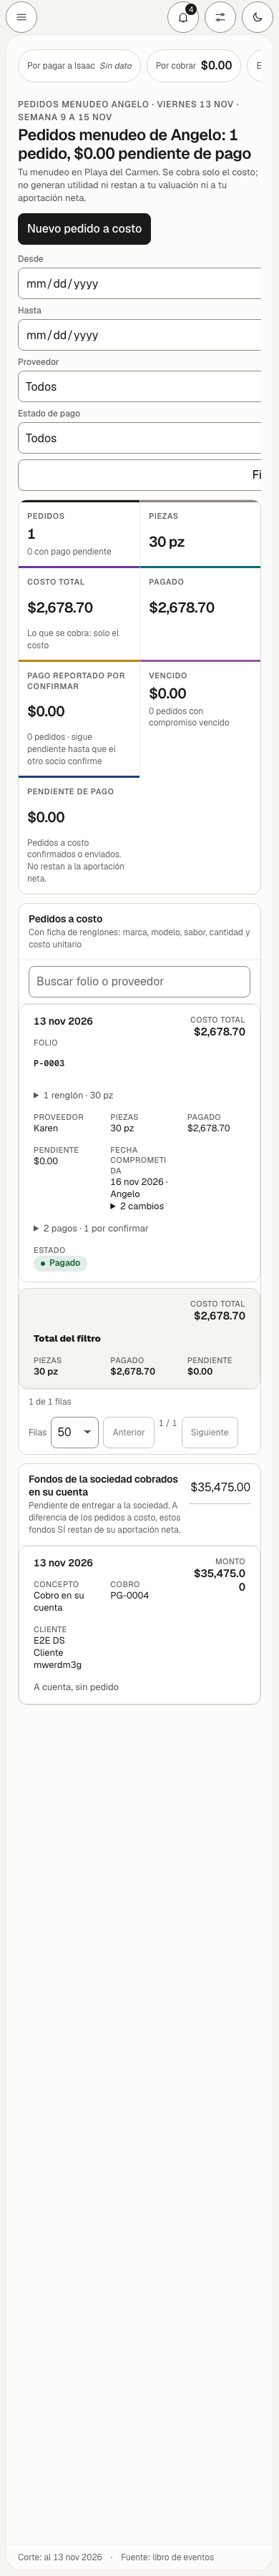 4
Por pagar a Isaac Sin dato
Por cobrar $0.00
E
PEDIDOS MENUDEO ANGELO · VIERNES 13 NOV ·
SEMANA 9 A 15 NOV
Pedidos menudeo de Angelo: 1
pedido, $0.00 pendiente de pago
Tu menudeo en Playa del Carmen. Se cobra solo el costo;
no generan utilidad ni restan a tu valuación ni a tu
aportación neta.
Nuevo pedido a costo
Desde
mm/dd/yyyy
Hasta
mm/dd/yyyy
Proveedor
Todos
Estado de pago
Todos
Fi
PEDIDOS
1
0 con pago pendiente
PIEZAS
30 pz
COSTO TOTAL
$2,678.70
Lo que se cobra: solo el
costo
PAGADO
$2,678.70
PAGO REPORTADO POR
CONFIRMAR
$0.00
0 pedidos · sigue
pendiente hasta que el
otro socio confirme
VENCIDO
$0.00
0 pedidos con
compromiso vencido
PENDIENTE DE PAGO
$0.00
Pedidos a costo
confirmados o enviados.
No restan a la aportación
neta.
Pedidos a costo
Con ficha de renglones: marca, modelo, sabor, cantidad y
costo unitario
Buscar folio o proveedor
13 nov 2026
COSTO TOTAL
$2,678.70
FOLIO
P-0003
▶ 1 renglón · 30 pz
PROVEEDOR
Karen
PIEZAS
30 pz
PAGADO
$2,678.70
PENDIENTE
$0.00
FECHA
COMPROMETI
DA
16 nov 2026 ·
Angelo
▶ 2 cambios
▶ 2 pagos · 1 por confirmar
ESTADO
Pagado
COSTO TOTAL
$2,678.70
Total del filtro
PIEZAS
30 pz
PAGADO
$2,678.70
PENDIENTE
$0.00
1 de 1 filas
Filas 50 Anterior 1 / 1 Siguiente
Fondos de la sociedad cobrados
en su cuenta
$35,475.00
Pendiente de entregar a la sociedad. A
diferencia de los pedidos a costo, estos
fondos SÍ restan de su aportación neta.
13 nov 2026
MONTO
$35,475.0
0
CONCEPTO
Cobro en su
cuenta
COBRO
PG-0004
CLIENTE
E2E DS
Cliente
mwerdm3g
A cuenta, sin pedido
Corte: al 13 nov 2026 · Fuente: libro de eventos